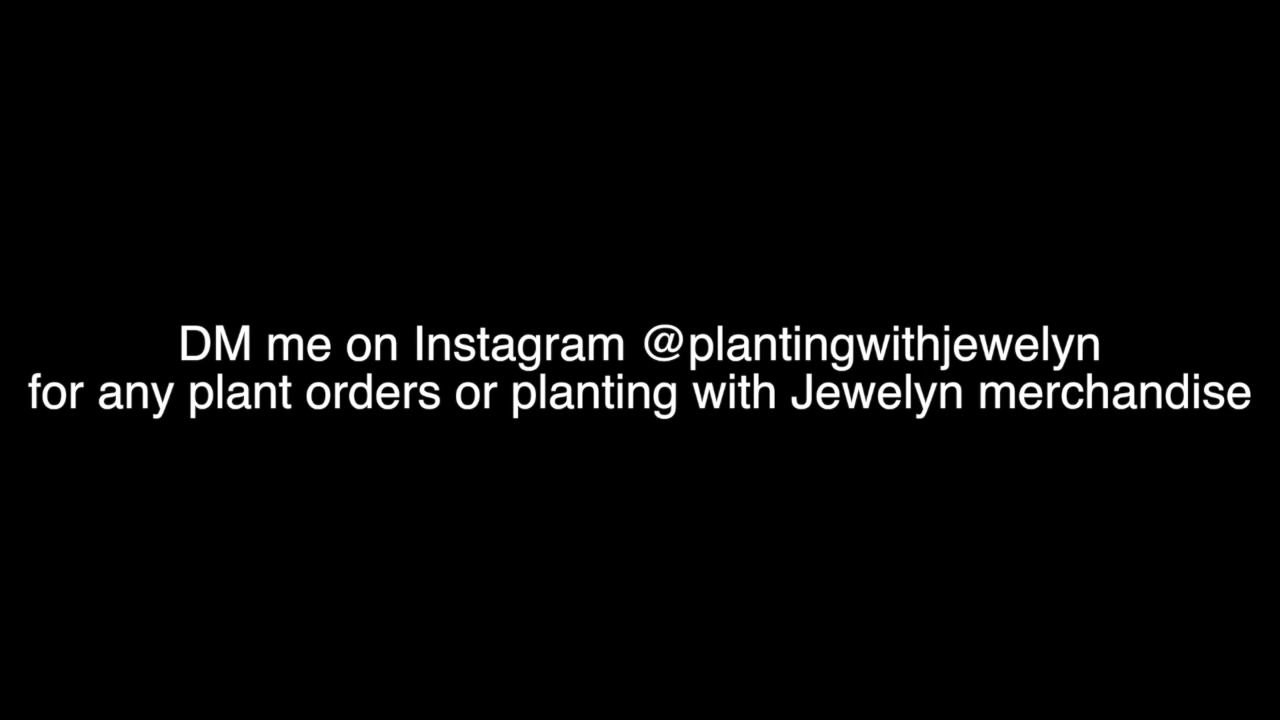 DM me on Instagram @plantingwithjewelyn
for any plant orders or planting with Jewelyn merchandise